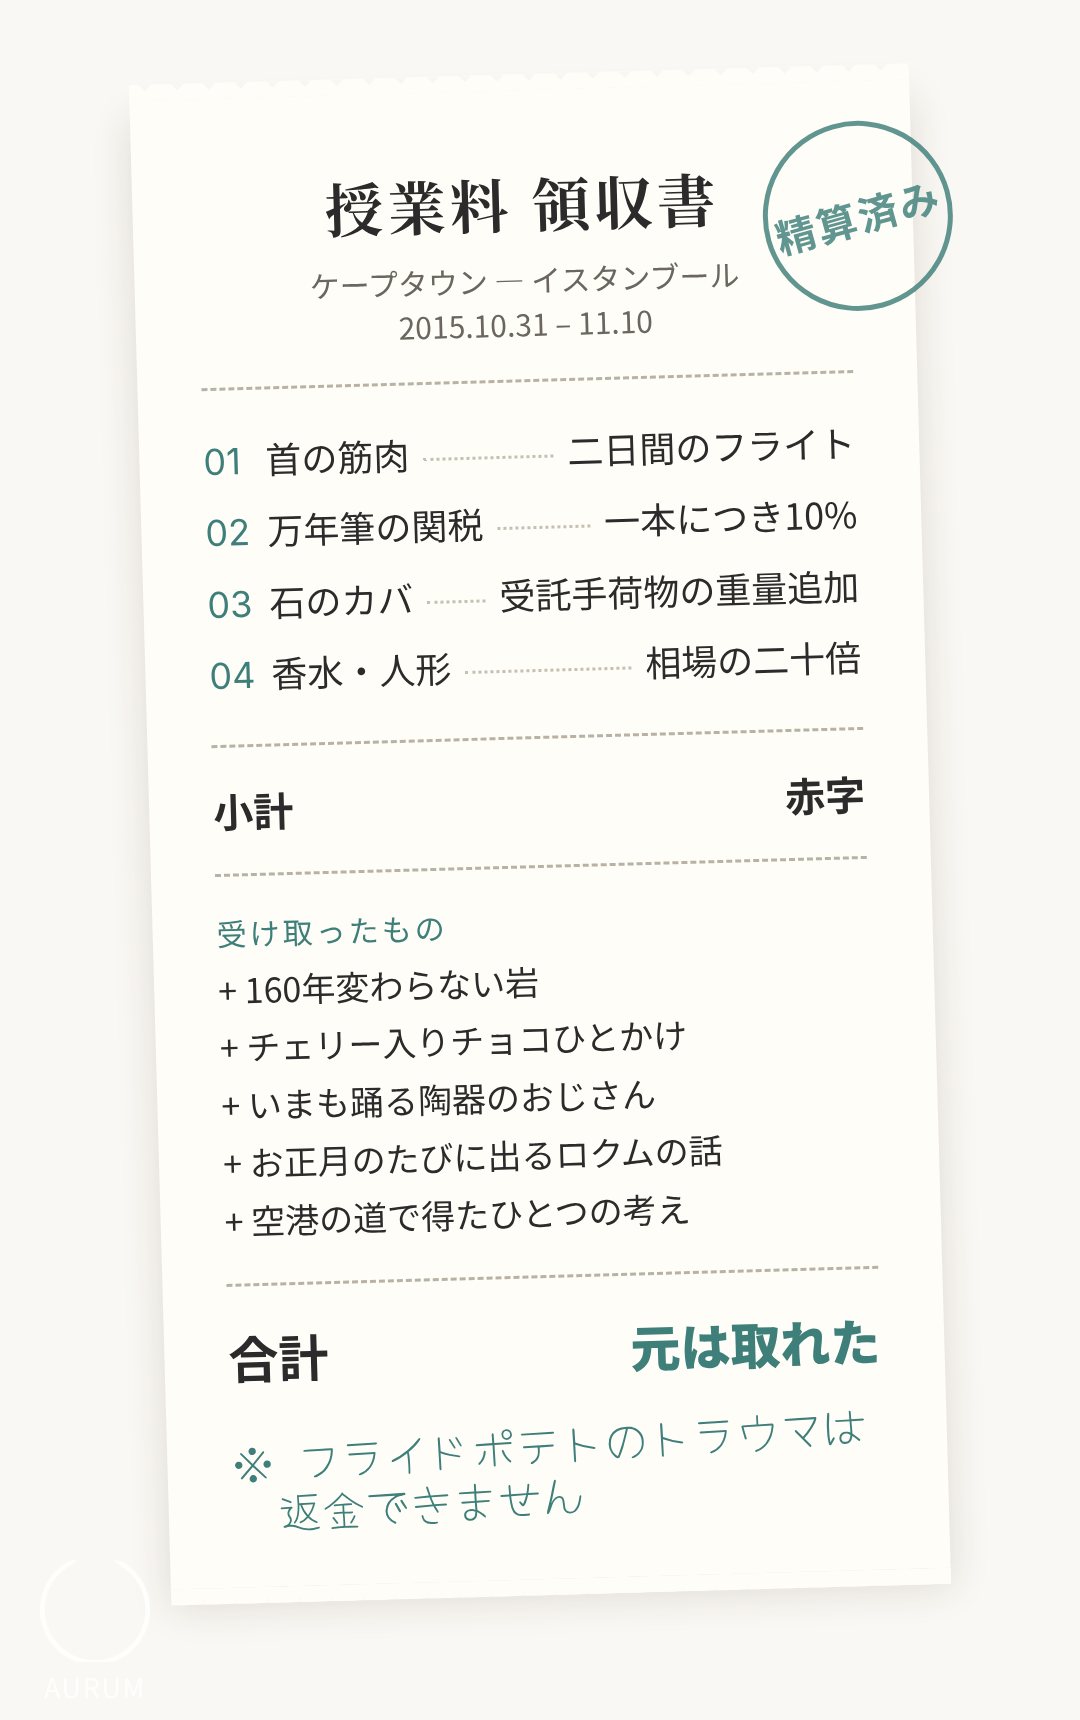 授業料 領収書
精算済み
ケープタウン — イスタンブール
2015.10.31 – 11.10
01 首の筋肉 二日間のフライト
02 万年筆の関税 一本につき10%
03 石のカバ 受託手荷物の重量追加
04 香水・人形 相場の二十倍
小計 赤字
受け取ったもの
+ 160年変わらない岩
+ チェリー入りチョコひとかけ
+ いまも踊る陶器のおじさん
+ お正月のたびに出るロクムの話
+ 空港の道で得たひとつの考え
合計 元は取れた
※ フライドポテトのトラウマは
返金できません
AURUM